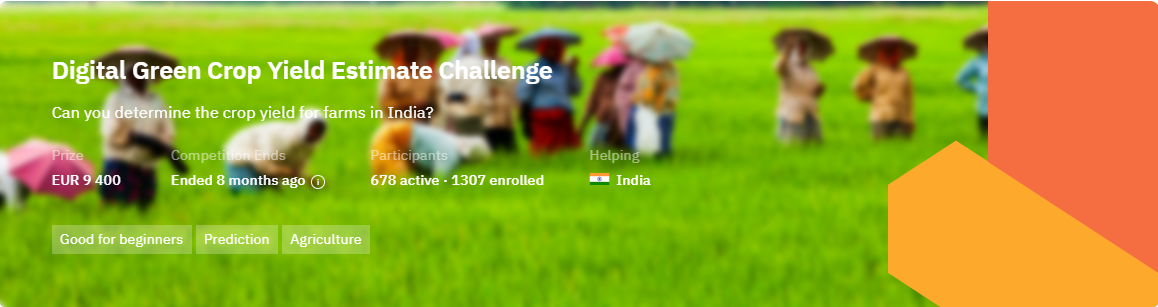 Digital Green Crop Yield Estimate Challenge
Can you determine the crop yield for farms in India?
Prize Competition Ends Participants Helping
EUR 9 400 Ended 8 months ago 678 active · 1307 enrolled India
Good for beginners Prediction Agriculture